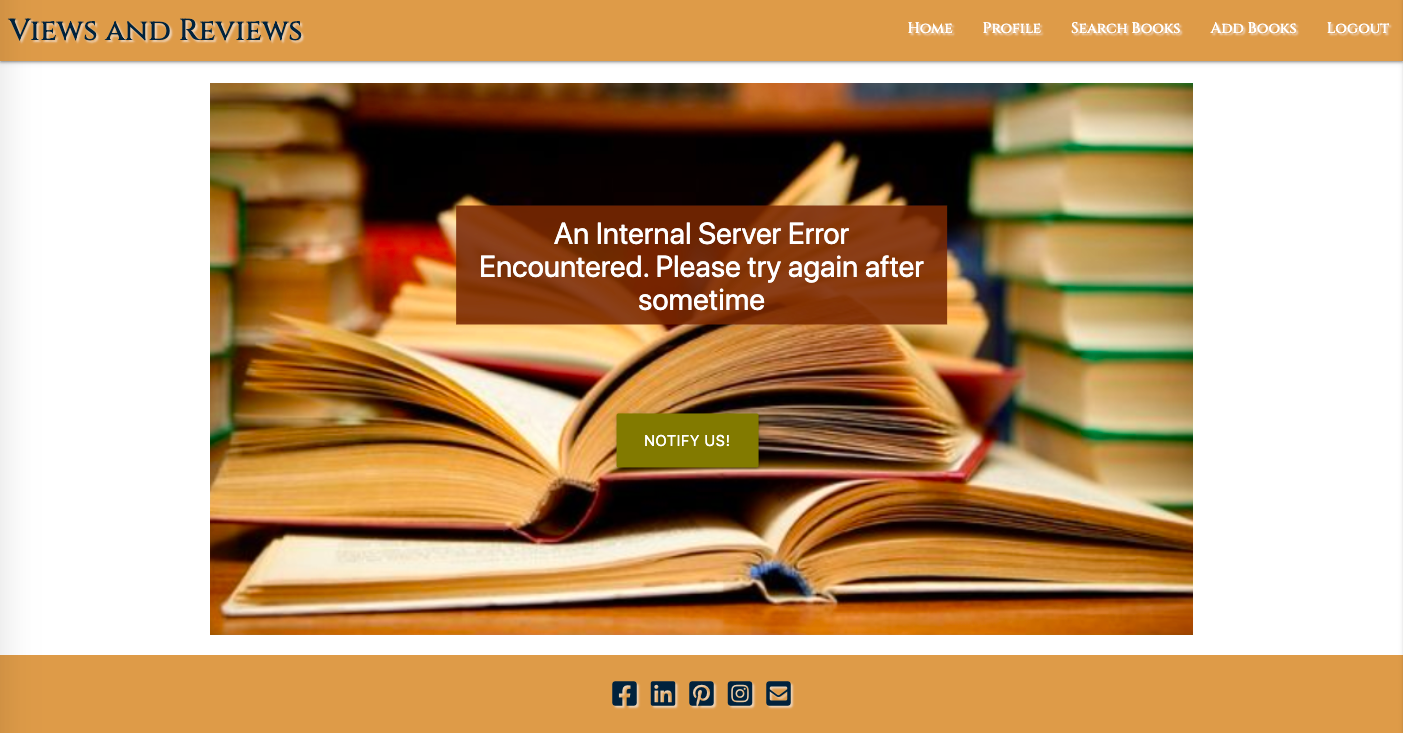 Views and Reviews
Home Profile Search Books Add Books Logout
An Internal Server Error
Encountered. Please try again after
sometime
NOTIFY US!